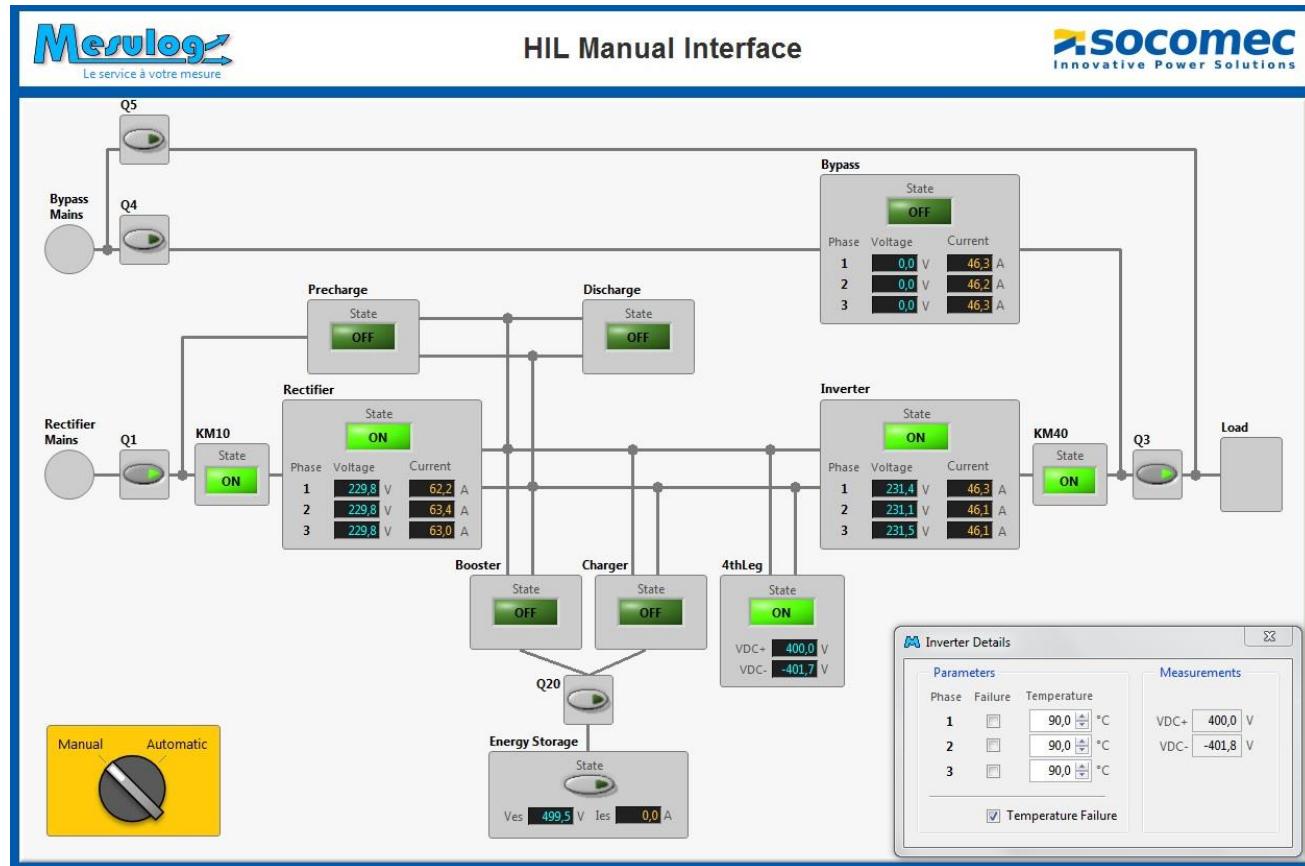 Mesulog
Le service à votre mesure
HIL Manual Interface
socomec
Innovative Power Solutions
Q5
Bypass
Mains
Q4
Bypass
State
OFF
Phase Voltage Current
1 0,0 V 46,3 A
2 0,0 V 46,2 A
3 0,0 V 46,3 A
Precharge
State
OFF
Discharge
State
OFF
Rectifier
Mains
Q1
KM10
State
ON
Rectifier
State
ON
Phase Voltage Current
1 229,8 V 62,2 A
2 229,8 V 63,4 A
3 229,8 V 63,0 A
Inverter
State
ON
Phase Voltage Current
1 231,4 V 46,3 A
2 231,1 V 46,1 A
3 231,5 V 46,1 A
KM40
State
ON
Q3
Load
Booster
State
OFF
Charger
State
OFF
4thLeg
State
ON
VDC+ 400,0 V
VDC- -401,7 V
Q20
Energy Storage
State
Ves 499,5 V Ies 0,0 A
Manual Automatic
Inverter Details
Parameters
Phase Failure Temperature
1 90,0 °C
2 90,0 °C
3 90,0 °C
Temperature Failure
Measurements
VDC+ 400,0 V
VDC- -401,8 V